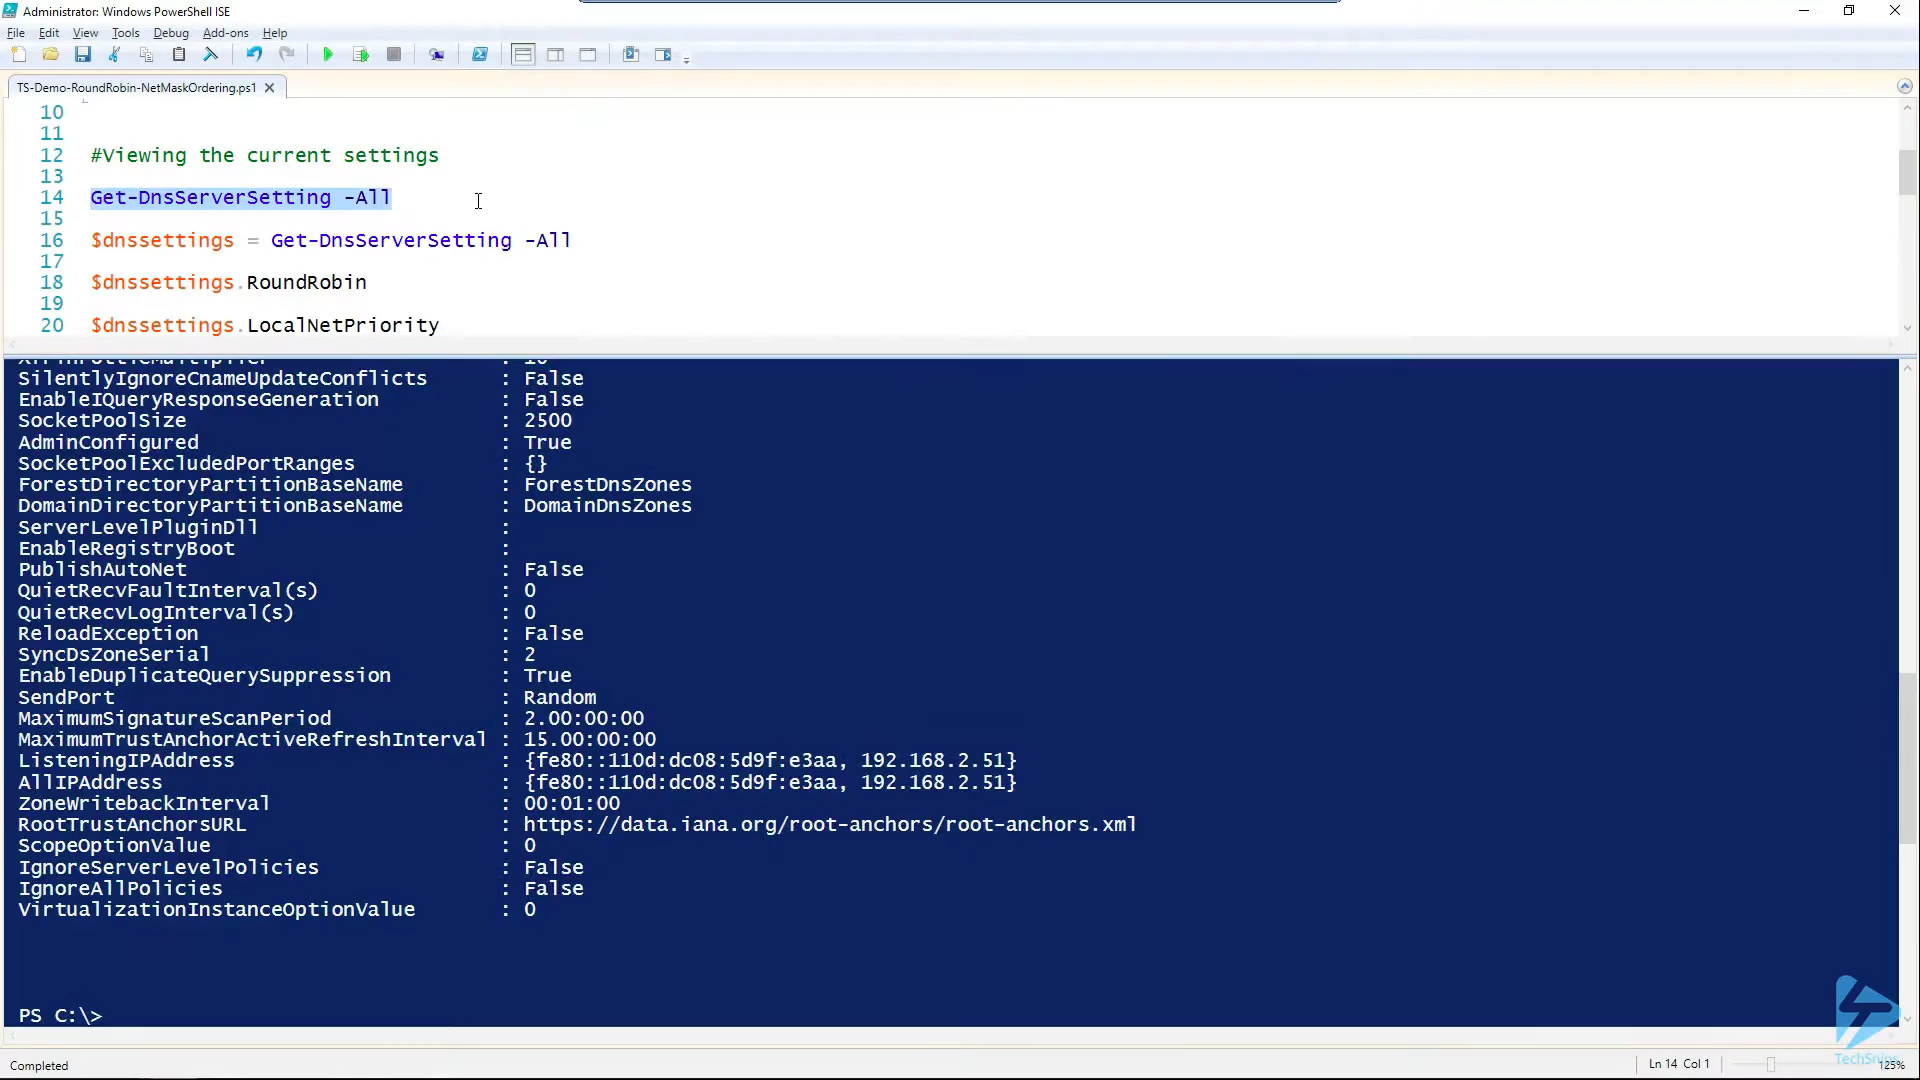 Administrator: Windows PowerShell ISE
File Edit View Tools Debug Add-ons Help
TS-Demo-RoundRobin-NetMaskOrdering.ps1
10
11
12 #Viewing the current settings
13
14 Get-DnsServerSetting -All
15
16 $dnssettings = Get-DnsServerSetting -All
17
18 $dnssettings.RoundRobin
19
20 $dnssettings.LocalNetPriority
SilentlyIgnoreCnameUpdateConflicts : False
EnableIQueryResponseGeneration : False
SocketPoolSize : 2500
AdminConfigured : True
SocketPoolExcludedPortRanges : {}
ForestDirectoryPartitionBaseName : ForestDnsZones
DomainDirectoryPartitionBaseName : DomainDnsZones
ServerLevelPluginDll :
EnableRegistryBoot :
PublishAutoNet : False
QuietRecvFaultInterval(s) : 0
QuietRecvLogInterval(s) : 0
ReloadException : False
SyncDsZoneSerial : 2
EnableDuplicateQuerySuppression : True
SendPort : Random
MaximumSignatureScanPeriod : 2.00:00:00
MaximumTrustAnchorActiveRefreshInterval : 15.00:00:00
ListeningIPAddress : {fe80::110d:dc08:5d9f:e3aa, 192.168.2.51}
AllIPAddress : {fe80::110d:dc08:5d9f:e3aa, 192.168.2.51}
ZoneWritebackInterval : 00:01:00
RootTrustAnchorsURL : https://data.iana.org/root-anchors/root-anchors.xml
ScopeOptionValue : 0
IgnoreServerLevelPolicies : False
IgnoreAllPolicies : False
VirtualizationInstanceOptionValue : 0
PS C:\>
Completed
Ln 14 Col 1
125%